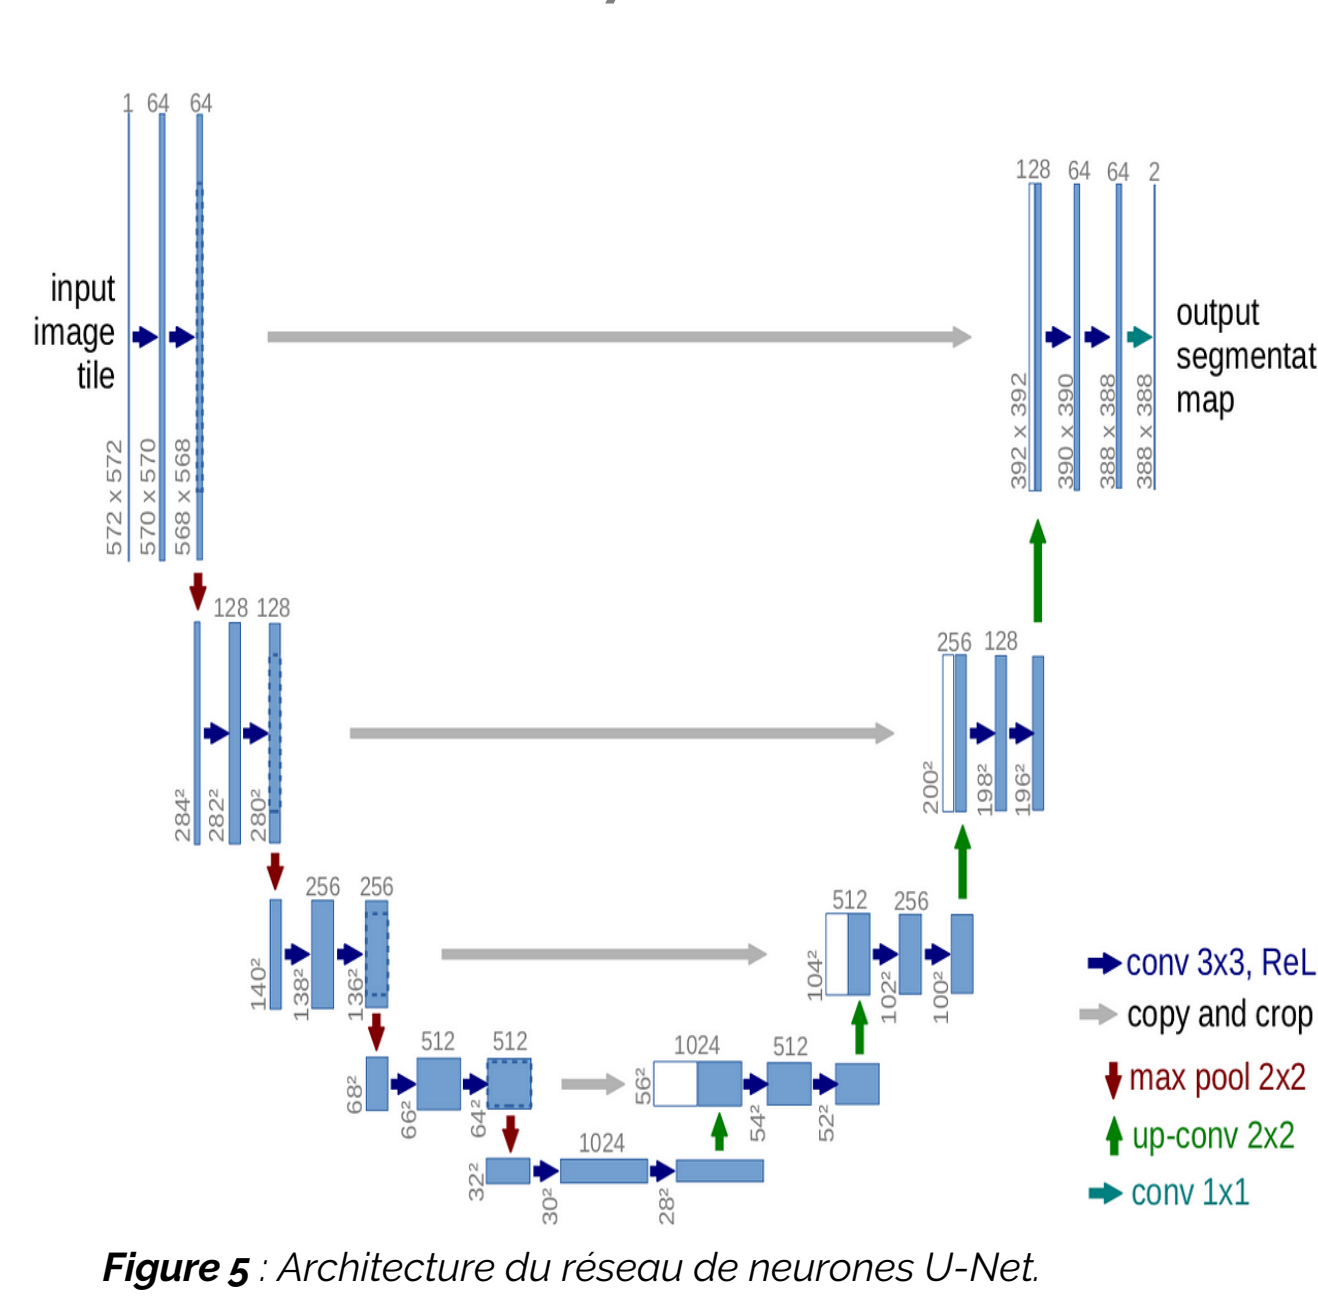 1 64 64
input
image
tile
572 x 572
570 x 570
568 x 568
128 64 64 2
392 x 392
390 x 390
388 x 388
388 x 388
output
segmentat
map
128 128
284²
282²
280²
256 128
200²
198²
196²
256 256
140²
138²
136²
512 256
104²
102²
100²
512 512
68²
66²
64²
1024 512
56²
54²
52²
1024
32²
30²
28²
conv 3x3, ReL
copy and crop
max pool 2x2
up-conv 2x2
conv 1x1
Figure 5 : Architecture du réseau de neurones U-Net.